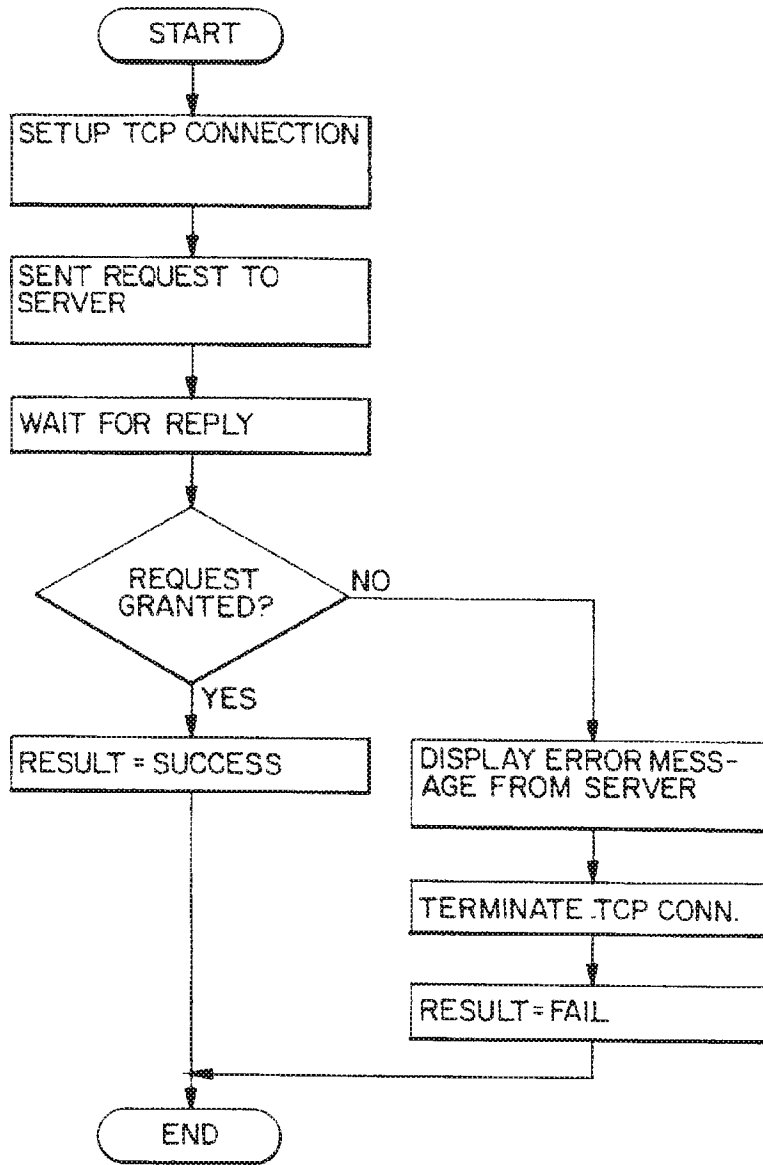 START
SETUP TCP CONNECTION
SENT REQUEST TO
SERVER
WAIT FOR REPLY
REQUEST
GRANTED?
NO
YES
RESULT = SUCCESS
DISPLAY ERROR MESS-
AGE FROM SERVER
TERMINATE TCP CONN.
RESULT = FAIL
END